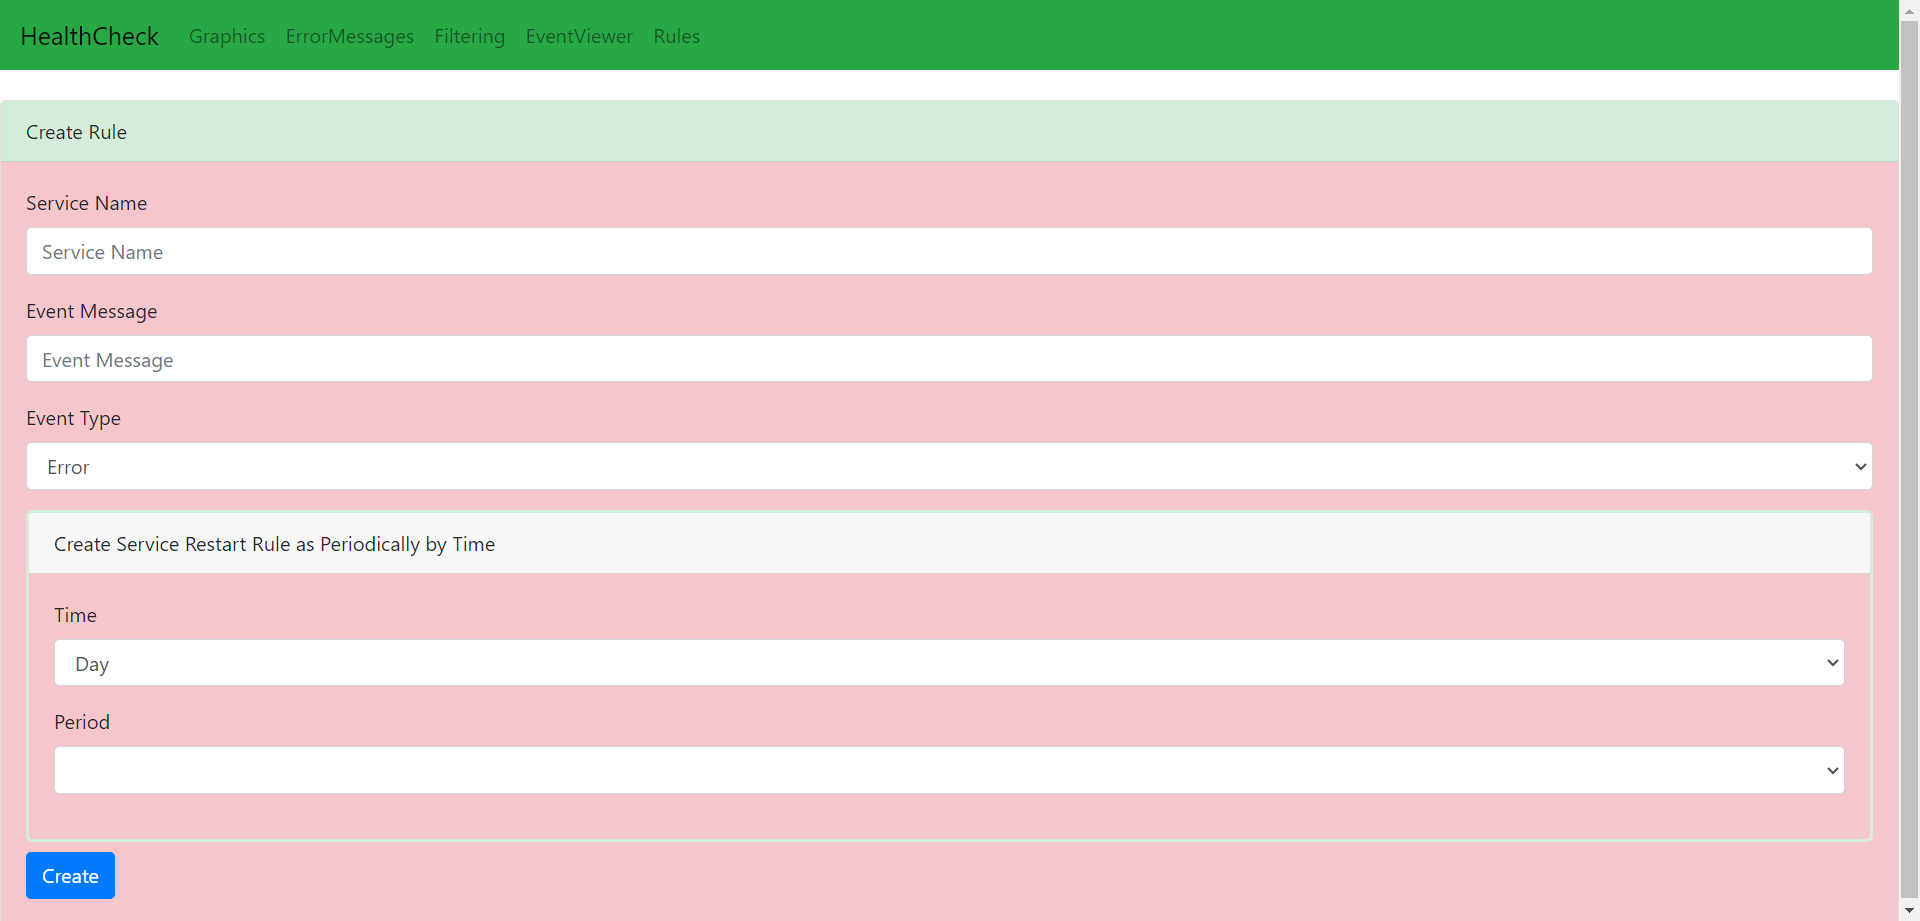 HealthCheck Graphics ErrorMessages Filtering EventViewer Rules
Create Rule
Service Name
Service Name
Event Message
Event Message
Event Type
Error
Create Service Restart Rule as Periodically by Time
Time
Day
Period
Create